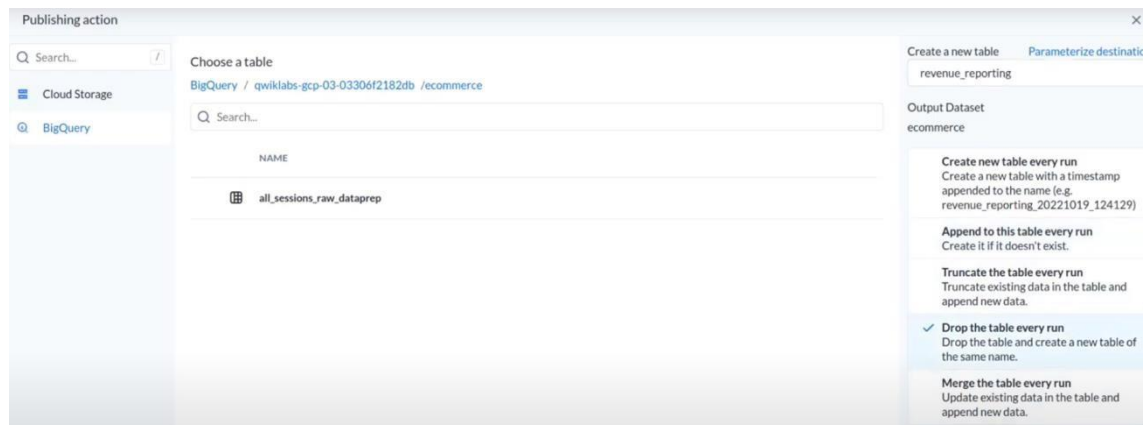 Publishing action
Search...
/
Cloud Storage
BigQuery
Choose a table
BigQuery / qwiklabs-gcp-03-03306f2182db /ecommerce
Search...
NAME
all_sessions_raw_dataprep
Create a new table Parameterize destinatio
revenue_reporting
Output Dataset
ecommerce
Create new table every run
Create a new table with a timestamp
appended to the name (e.g.
revenue_reporting_20221019_124129)
Append to this table every run
Create it if it doesn't exist.
Truncate the table every run
Truncate existing data in the table and
append new data.
Drop the table every run
Drop the table and create a new table of
the same name.
Merge the table every run
Update existing data in the table and
append new data.